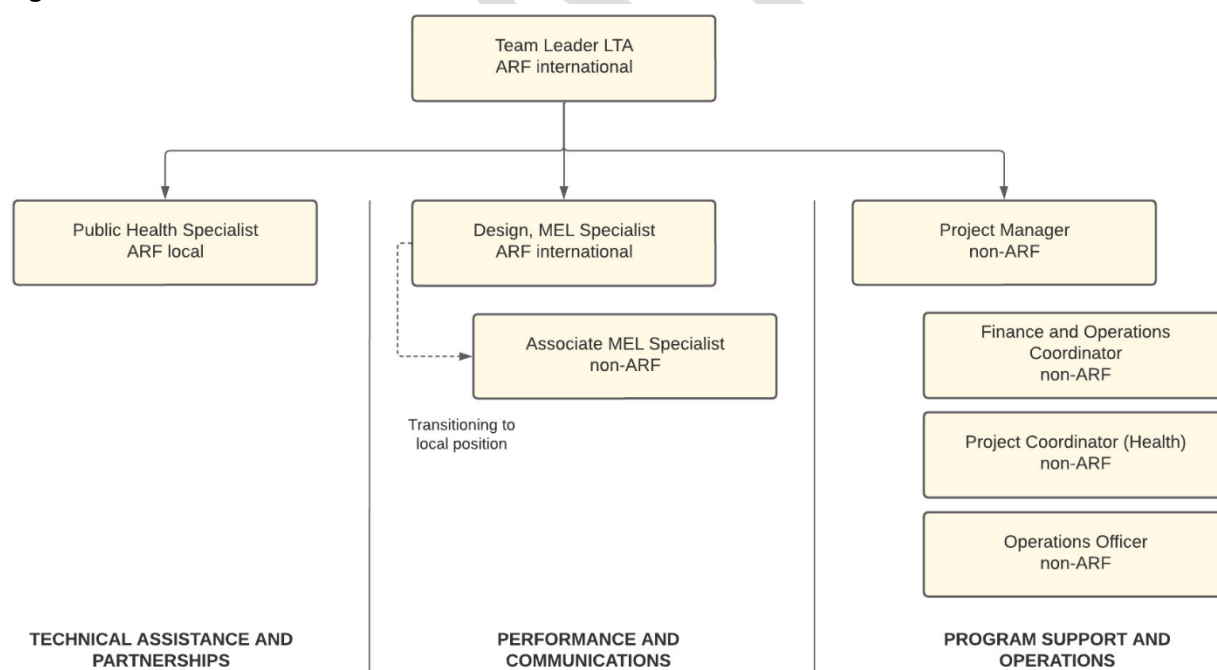 Team Leader LTA
ARF international
Public Health Specialist
ARF local
Design, MEL Specialist
ARF international
Project Manager
non-ARF
Associate MEL Specialist
non-ARF
Transitioning to
local position
Finance and Operations
Coordinator
non-ARF
Project Coordinator (Health)
non-ARF
Operations Officer
non-ARF
TECHNICAL ASSISTANCE AND
PARTNERSHIPS
PERFORMANCE AND
COMMUNICATIONS
PROGRAM SUPPORT AND
OPERATIONS